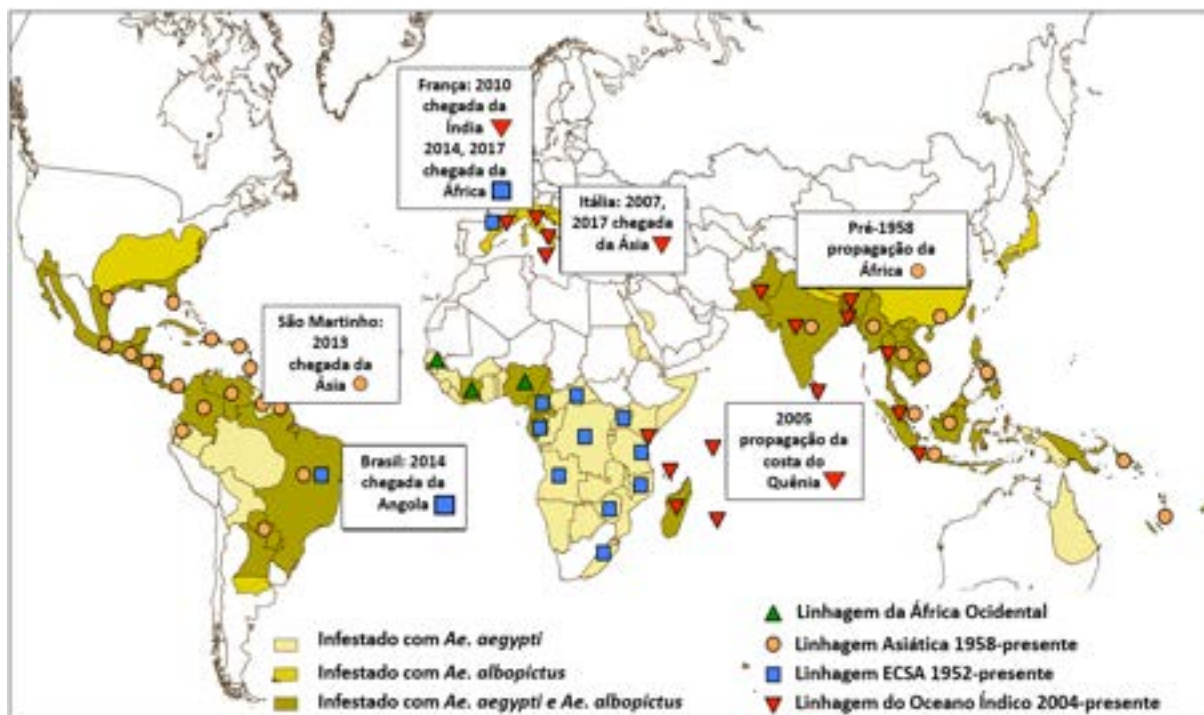 França: 2010
chegada da
Índia
2014, 2017
chegada da
África
Itália: 2007,
2017 chegada
da Ásia
Pré-1958
propagação da
África
São Martinho:
2013
chegada da
Ásia
2005
propagação da
costa do
Quênia
Brasil: 2014
chegada da
Angola
Infestado com Ae. aegypti
Infestado com Ae. albopictus
Infestado com Ae. aegypti e Ae. albopictus
Linhagem da África Ocidental
Linhagem Asiática 1958-presente
Linhagem ECSA 1952-presente
Linhagem do Oceano Índico 2004-presente